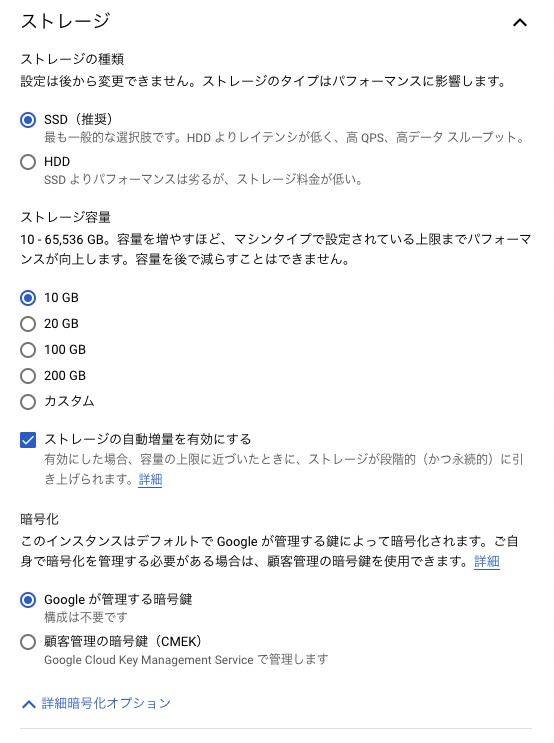 ストレージ
ストレージの種類
設定は後から変更できません。ストレージのタイプはパフォーマンスに影響します。
SSD（推奨）
最も一般的な選択肢です。HDD よりレイテンシが低く、高 QPS、高データ スループット。
HDD
SSD よりパフォーマンスは劣るが、ストレージ料金が低い。
ストレージ容量
10 - 65,536 GB。容量を増やすほど、マシンタイプで設定されている上限までパフォーマ
ンスが向上します。容量を後で減らすことはできません。
10 GB
20 GB
100 GB
200 GB
カスタム
ストレージの自動増量を有効にする
有効にした場合、容量の上限に近づいたときに、ストレージが段階的（かつ永続的）に引
き上げられます。詳細
暗号化
このインスタンスはデフォルトで Google が管理する鍵によって暗号化されます。ご自
身で暗号化を管理する必要がある場合は、顧客管理の暗号鍵を使用できます。詳細
Google が管理する暗号鍵
構成は不要です
顧客管理の暗号鍵（CMEK）
Google Cloud Key Management Service で管理します
詳細暗号化オプション